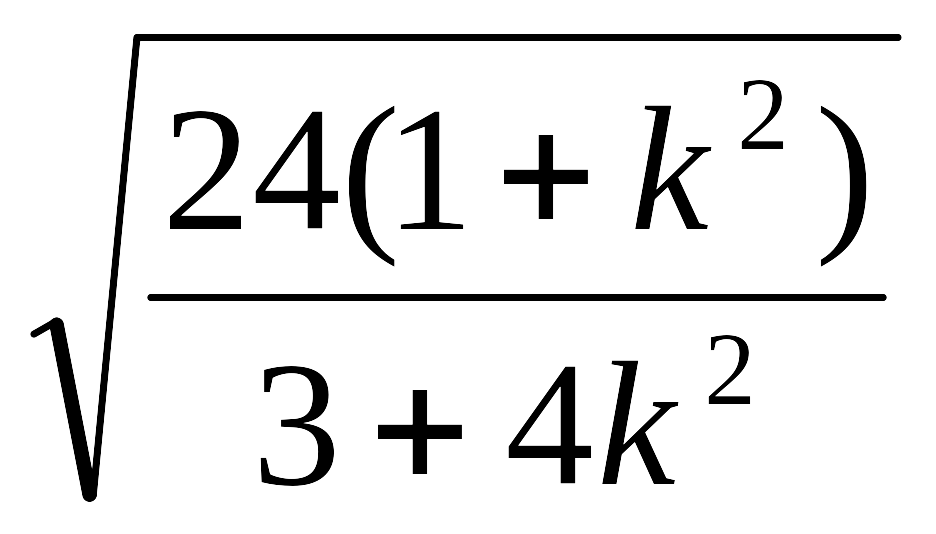 √(24(1 + k²) / (3 + 4k²))